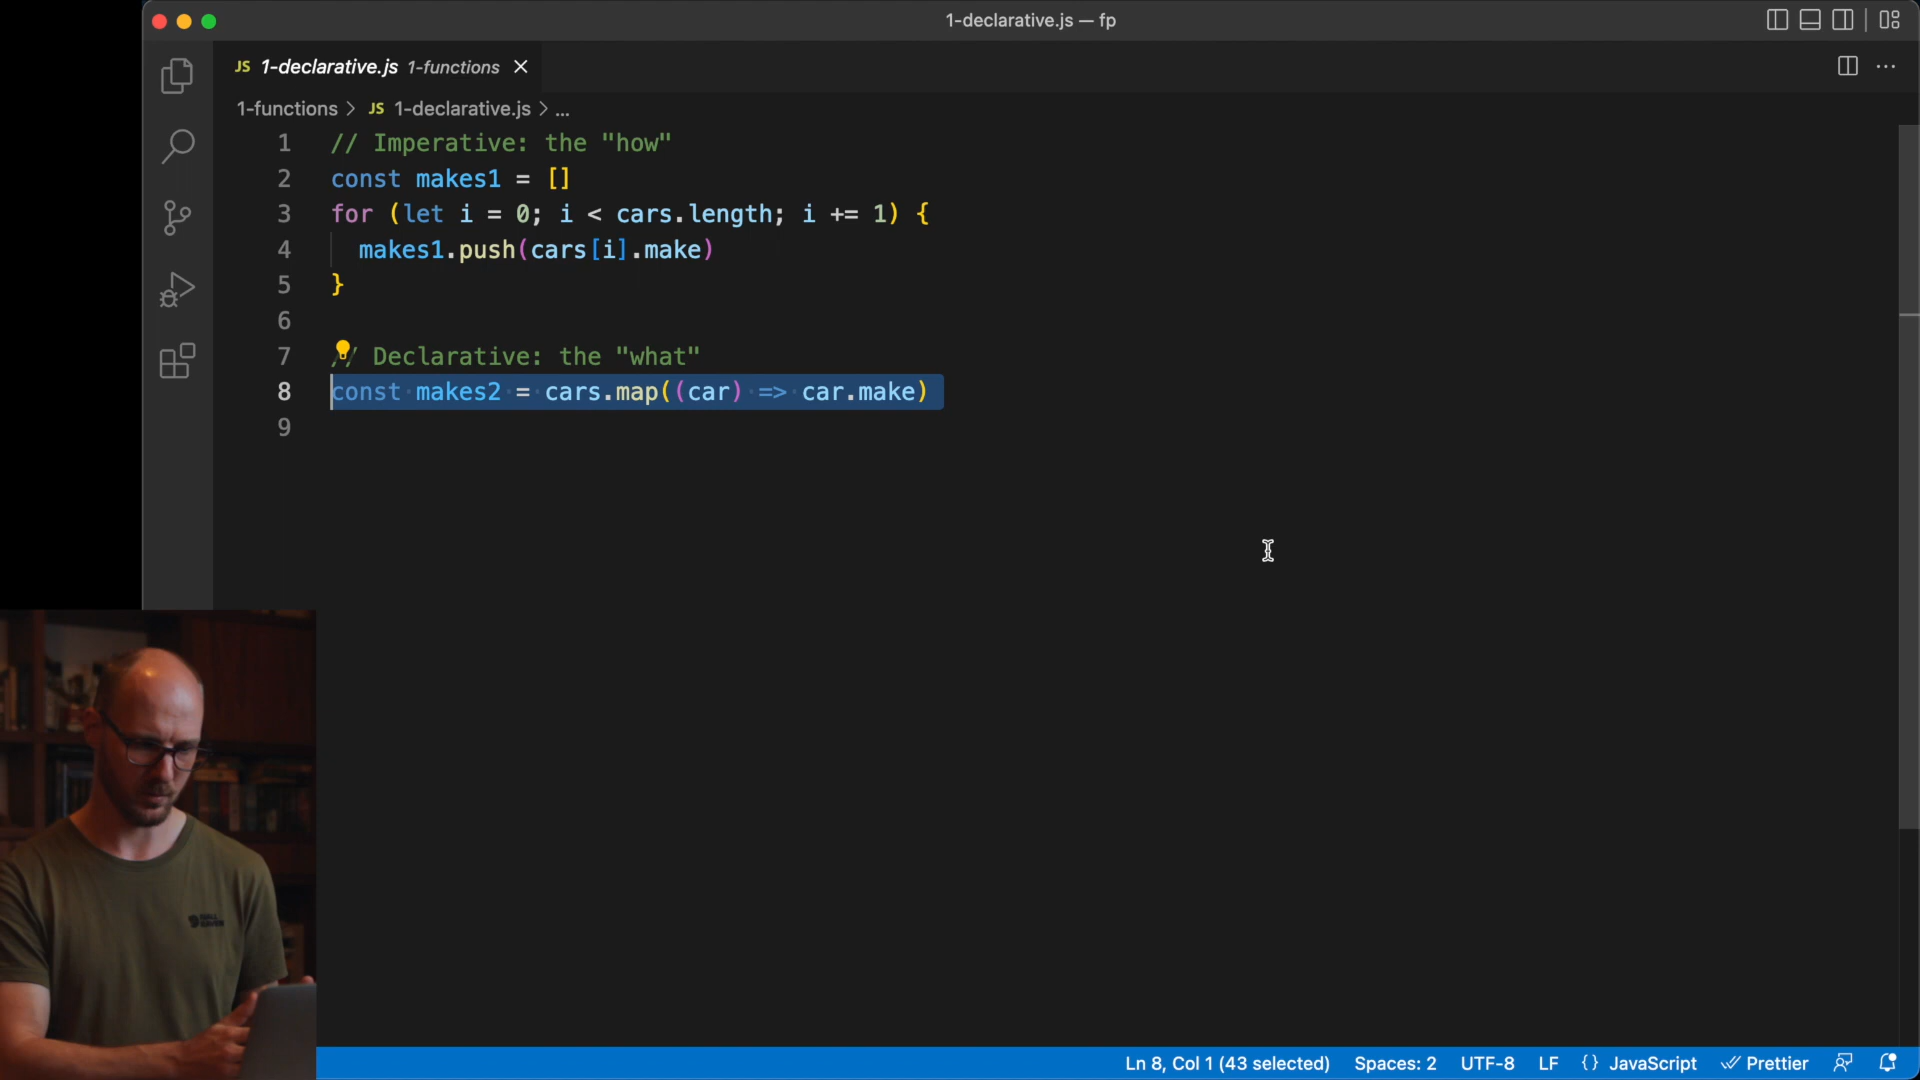 1-declarative.js — fp
JS 1-declarative.js 1-functions
1-functions > JS 1-declarative.js > ...
1 // Imperative: the "how"
2 const makes1 = []
3 for (let i = 0; i < cars.length; i += 1) {
4 makes1.push(cars[i].make)
5 }
6
7 // Declarative: the "what"
8 const makes2 = cars.map((car) => car.make)
9
Ln 8, Col 1 (43 selected) Spaces: 2 UTF-8 LF {} JavaScript Prettier